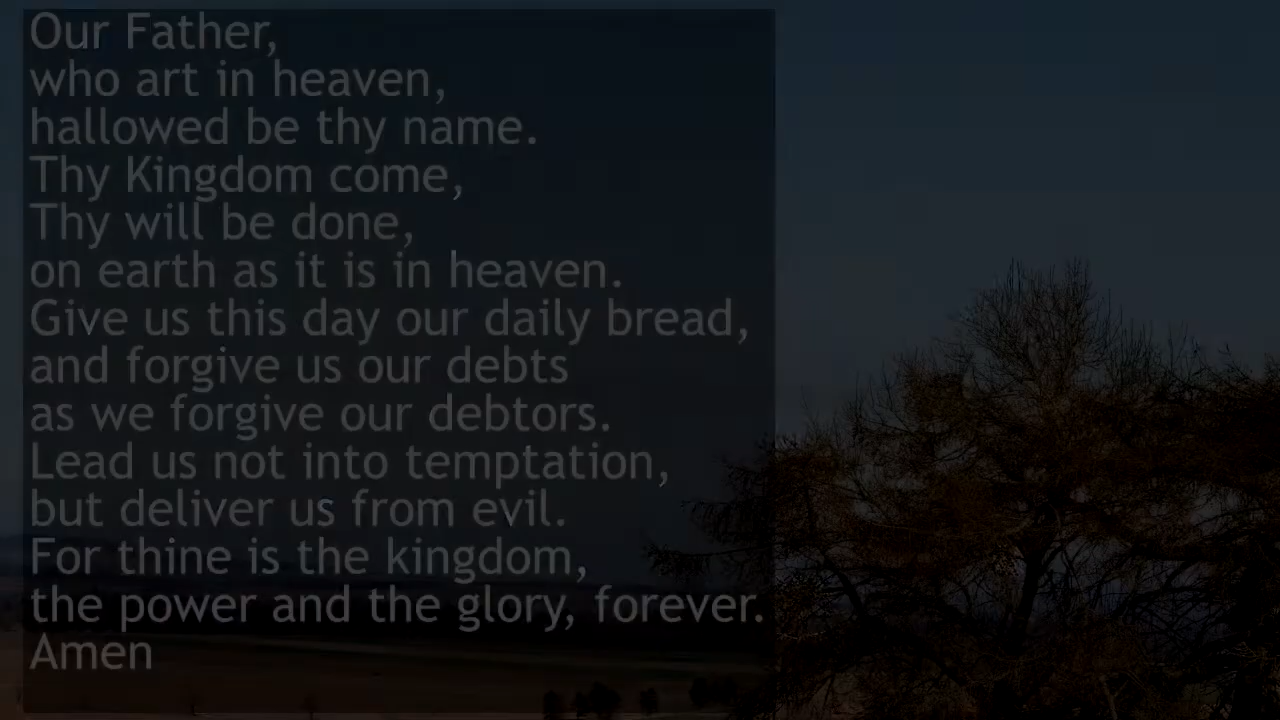 Our Father,
who art in heaven,
hallowed be thy name.
Thy Kingdom come,
Thy will be done,
on earth as it is in heaven.
Give us this day our daily bread,
and forgive us our debts
as we forgive our debtors.
Lead us not into temptation,
but deliver us from evil.
For thine is the kingdom,
the power and the glory, forever.
Amen